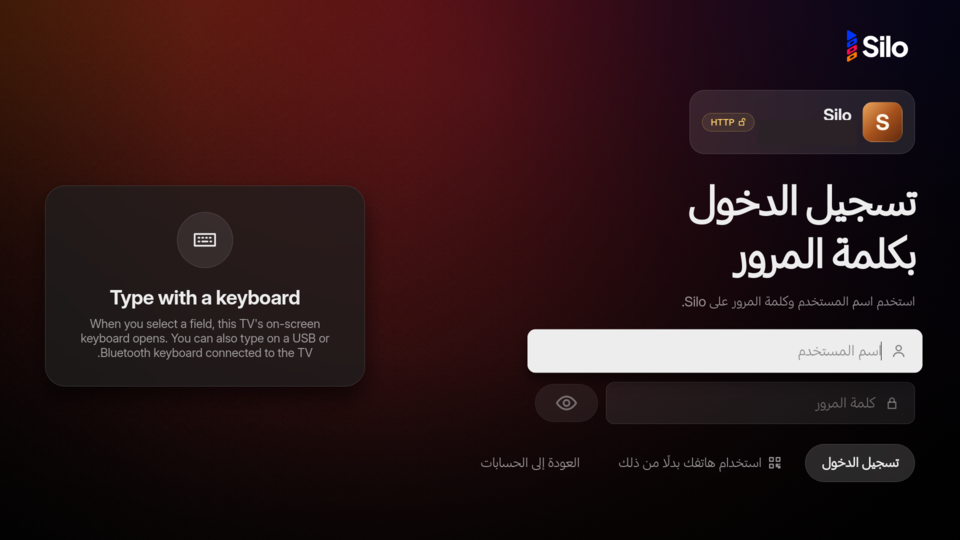 Silo
Silo
S
HTTP
تسجيل الدخول
بكلمة المرور
استخدم اسم المستخدم وكلمة المرور على Silo.
اسم المستخدم
كلمة المرور
تسجيل الدخول
استخدام هاتفك بدلًا من ذلك
العودة إلى الحسابات
Type with a keyboard
When you select a field, this TV's on-screen
keyboard opens. You can also type on a USB or
Bluetooth keyboard connected to the TV.